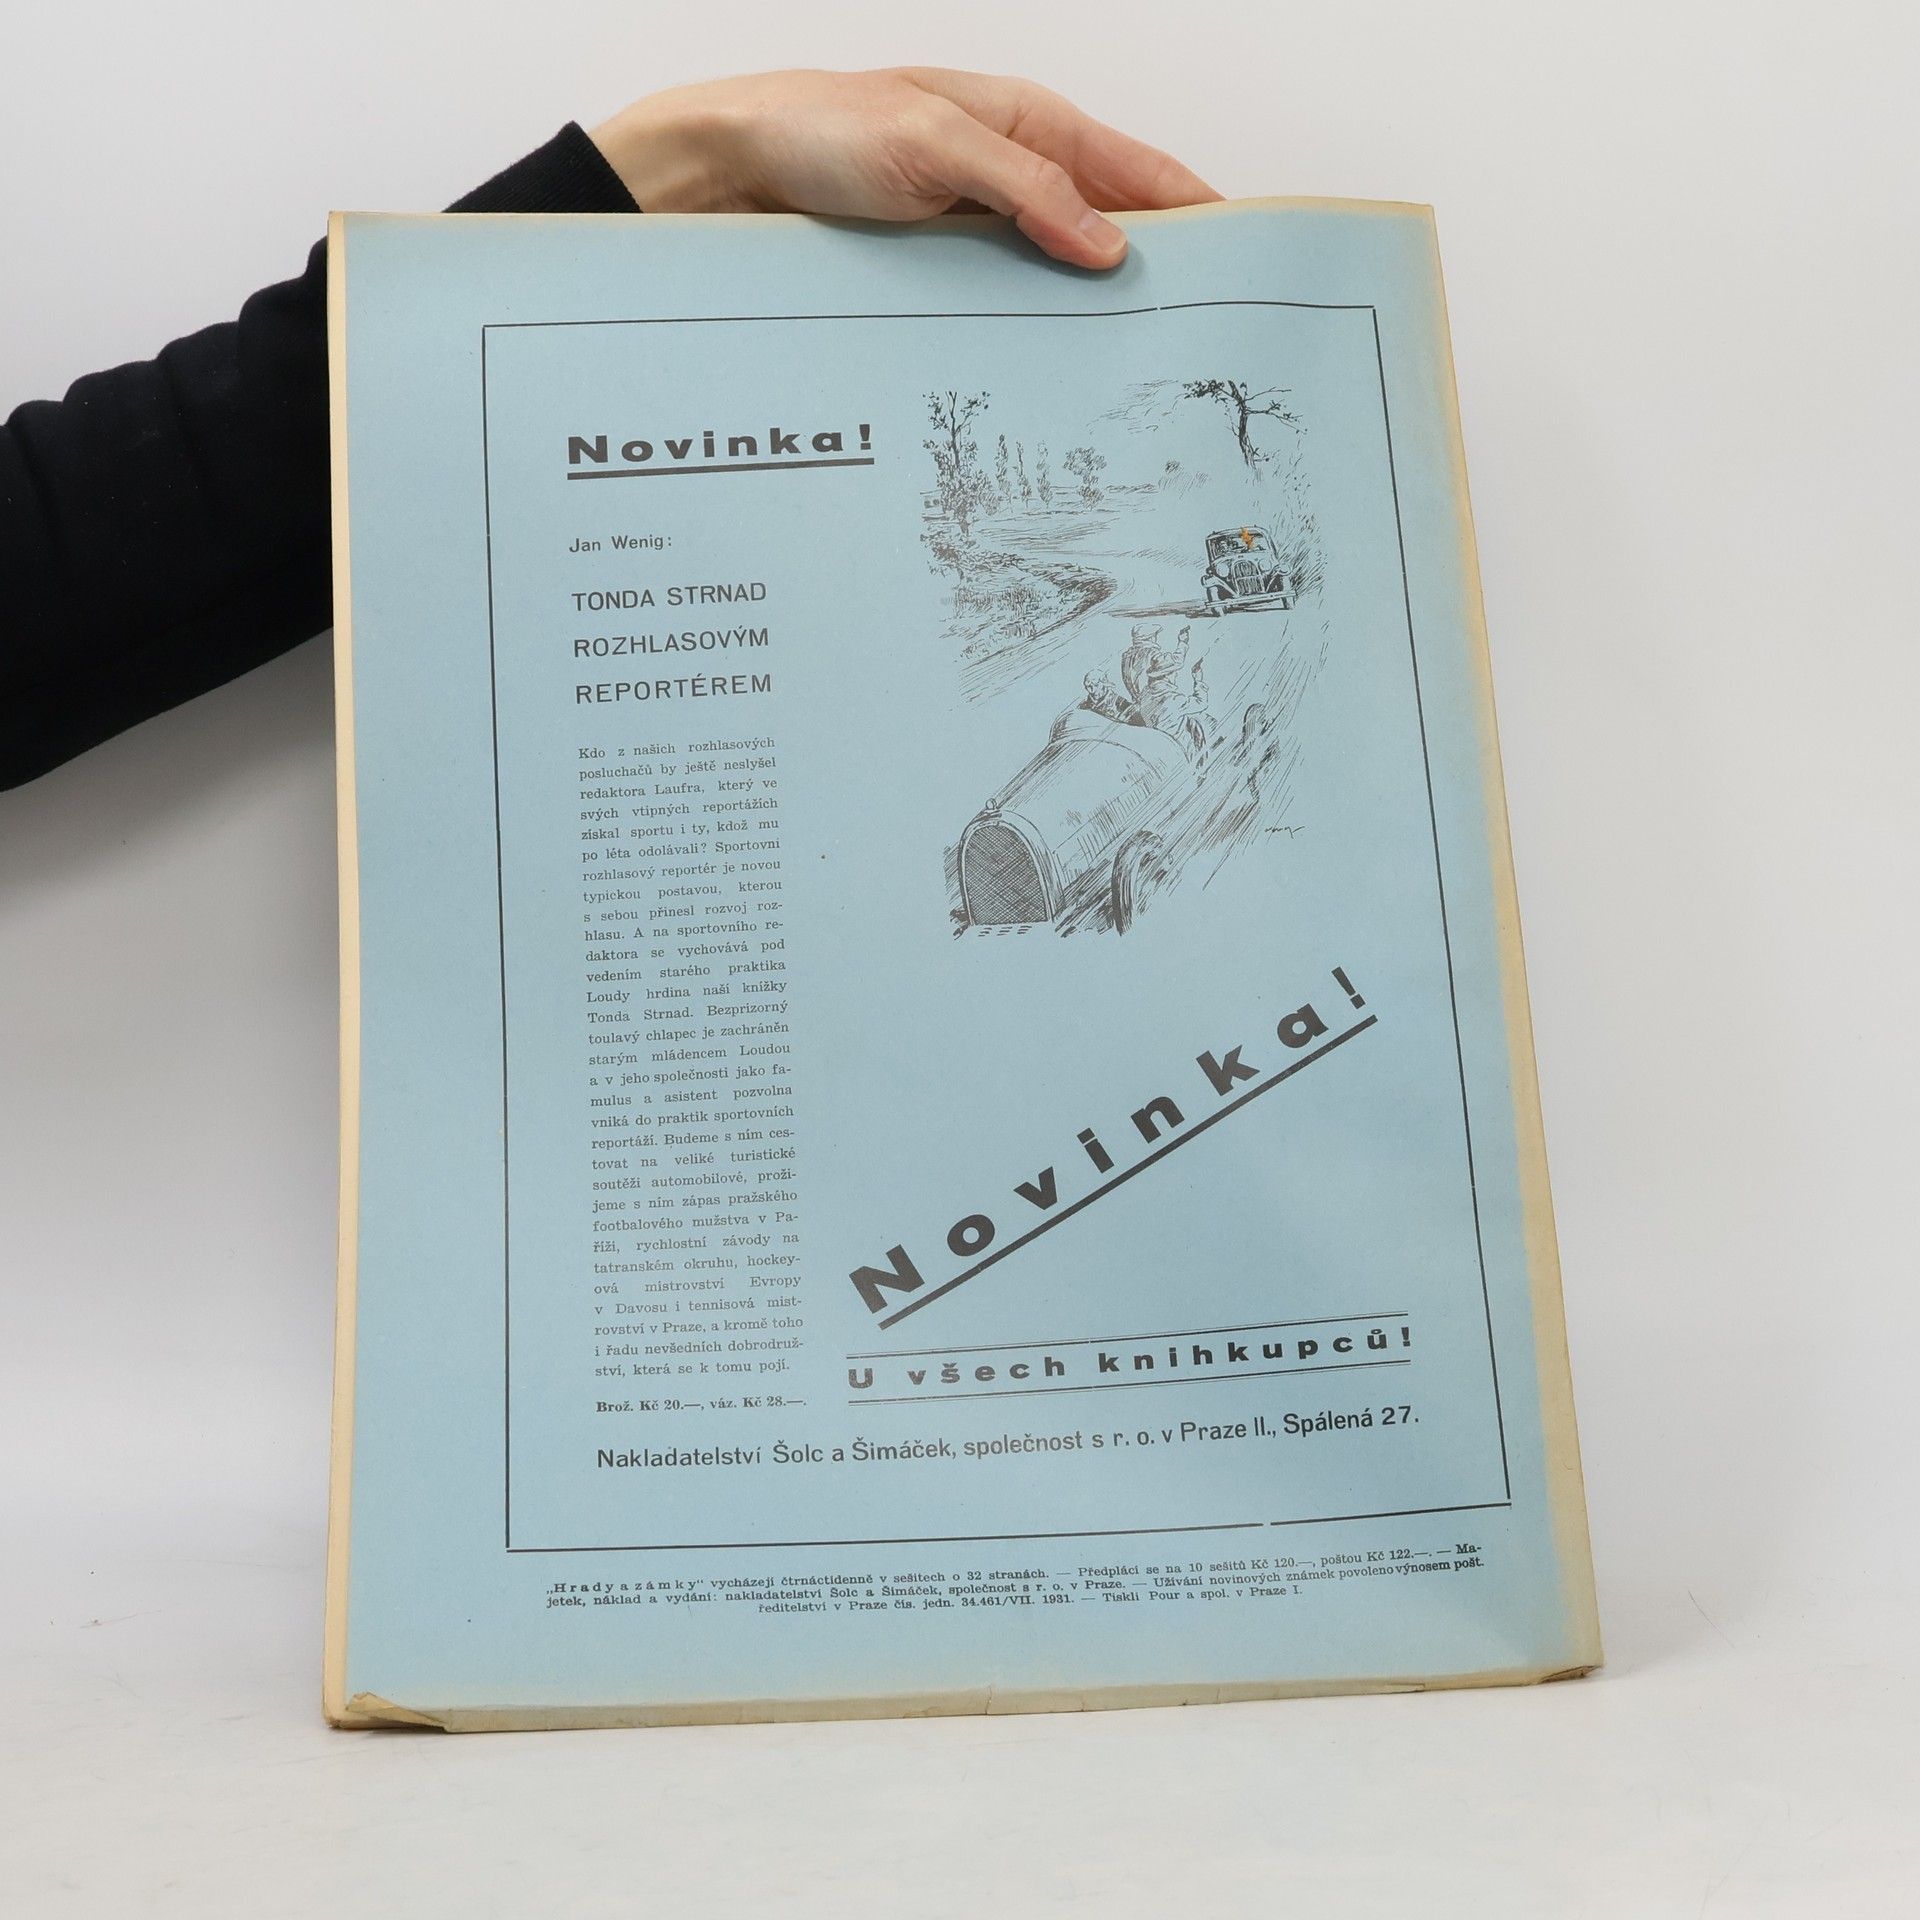 Novinka!
Jan Wenig:
TONDA STRNAD
ROZHLASOVÝM
REPORTÉREM
Kdo z našich rozhlasových
posluchačů by ještě neslyšel
redaktora Laufra, který ve
svých vtipných reportážích
získal sportu i ty, kdož mu
po léta odolávali? Sportovní
rozhlasový reportér je novou
typickou postavou, kterou
s sebou přinesl rozvoj roz-
hlasu. A na sportovního re-
daktora se vychovává pod
vedením starého praktika
Loudy hrdina naší knížky
Tonda Strnad. Bezprizorný
toulavý chlapec je zachráněn
starým mládencem Loudou
a v jeho společnosti jako fa-
mulus a asistent pozvolna
vniká do praktik sportovních
reportáží. Budeme s ním ces-
tovat na veliké turistické
soutěži automobilové, proži-
jeme s ním zápas pražského
footbalového mužstva v Pa-
říži, rychlostní závody na
tatranském okruhu, hockey-
ová mistrovství Evropy
v Davosu i tennisová mist-
rovství v Praze, a kromě toho
i řadu nevšedních dobrodruž-
ství, která se k tomu pojí.
Brož. Kč 20.—, váz. Kč 28.—.
Novinka!
U všech knihkupců!
Nakladatelství Šolc a Šimáček, společnost s r. o. v Praze II., Spálená 27.
„Hrady a zámky“ vycházejí čtrnáctidenně v sešitech o 32 stranách. — Předplácí se na 10 sešitů Kč 120.—, poštou Kč 122.—. — Ma-
jetek, náklad a vydání: nakladatelství Šolc a Šimáček, společnost s r. o. v Praze. — Užívání novinových známek povoleno výnosem pošt.
ředitelství v Praze čís. jedn. 34.461/VII. 1931. — Tiskli Pour a spol. v Praze I.